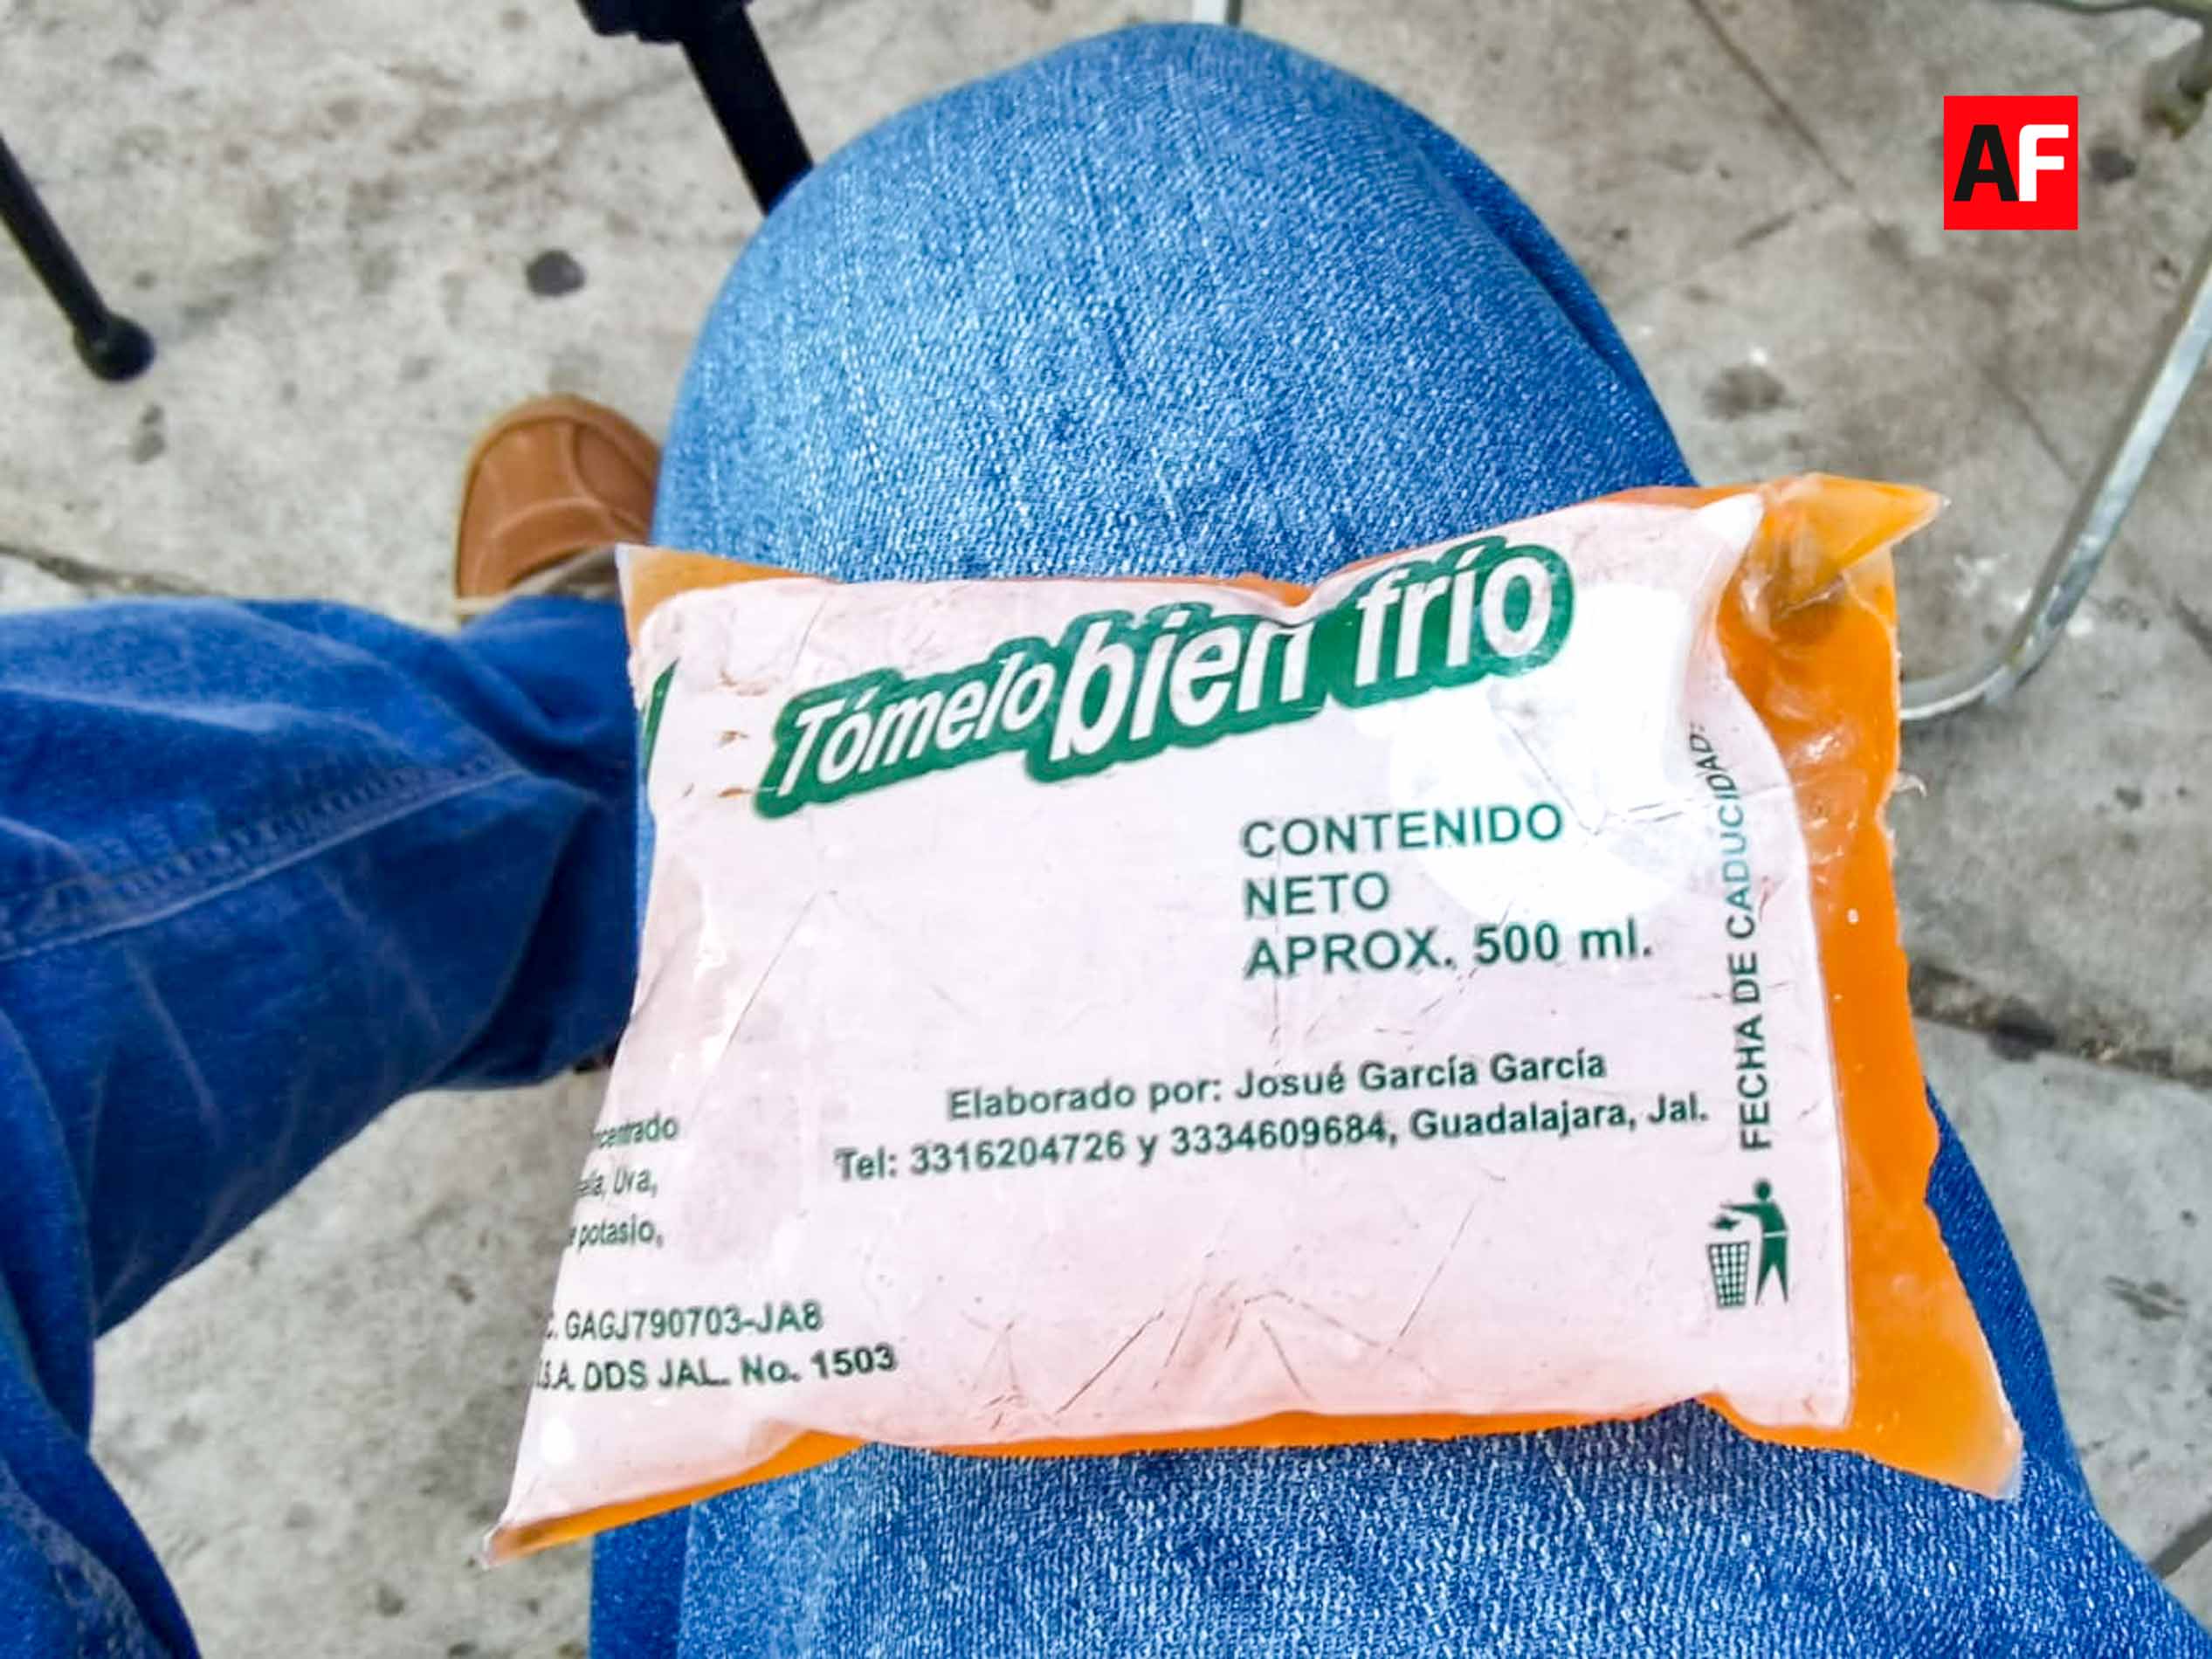 AF
Tómelo bien frío
CONTENIDO
NETO
APROX. 500 ml.
FECHA DE CADUCIDAD:
Elaborado por: Josué García García
Tel: 3316204726 y 3334609684, Guadalajara, Jal.
Uva,
potasio,
GAGJ790703-JA8
DDS JAL. No. 1503